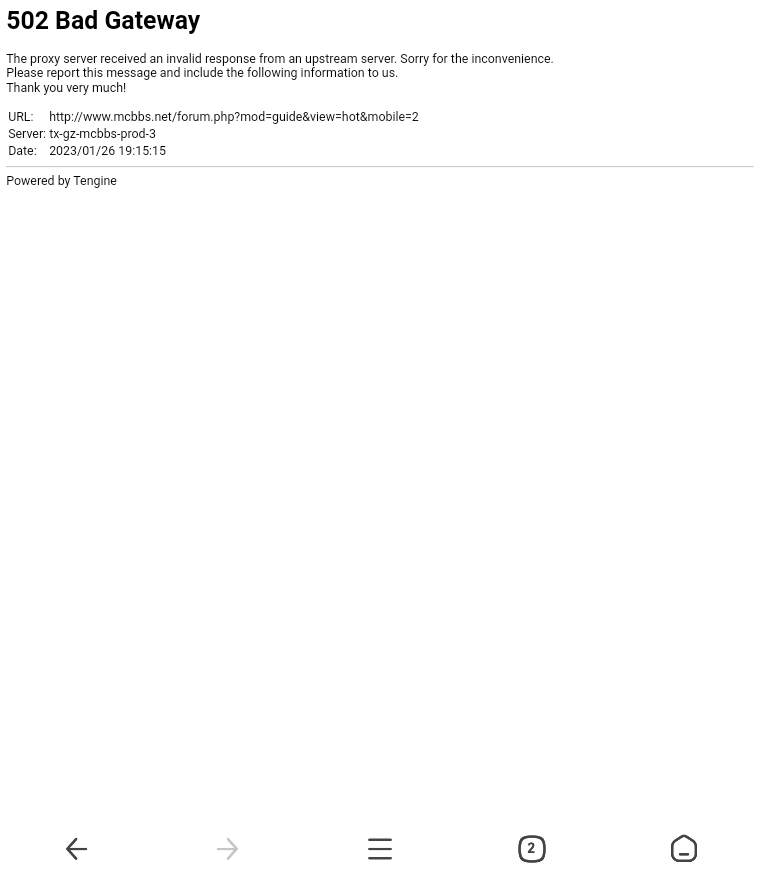 502 Bad Gateway
The proxy server received an invalid response from an upstream server. Sorry for the inconvenience.
Please report this message and include the following information to us.
Thank you very much!
URL: http://www.mcbbs.net/forum.php?mod=guide&view=hot&mobile=2
Server: tx-gz-mcbbs-prod-3
Date: 2023/01/26 19:15:15
Powered by Tengine
2